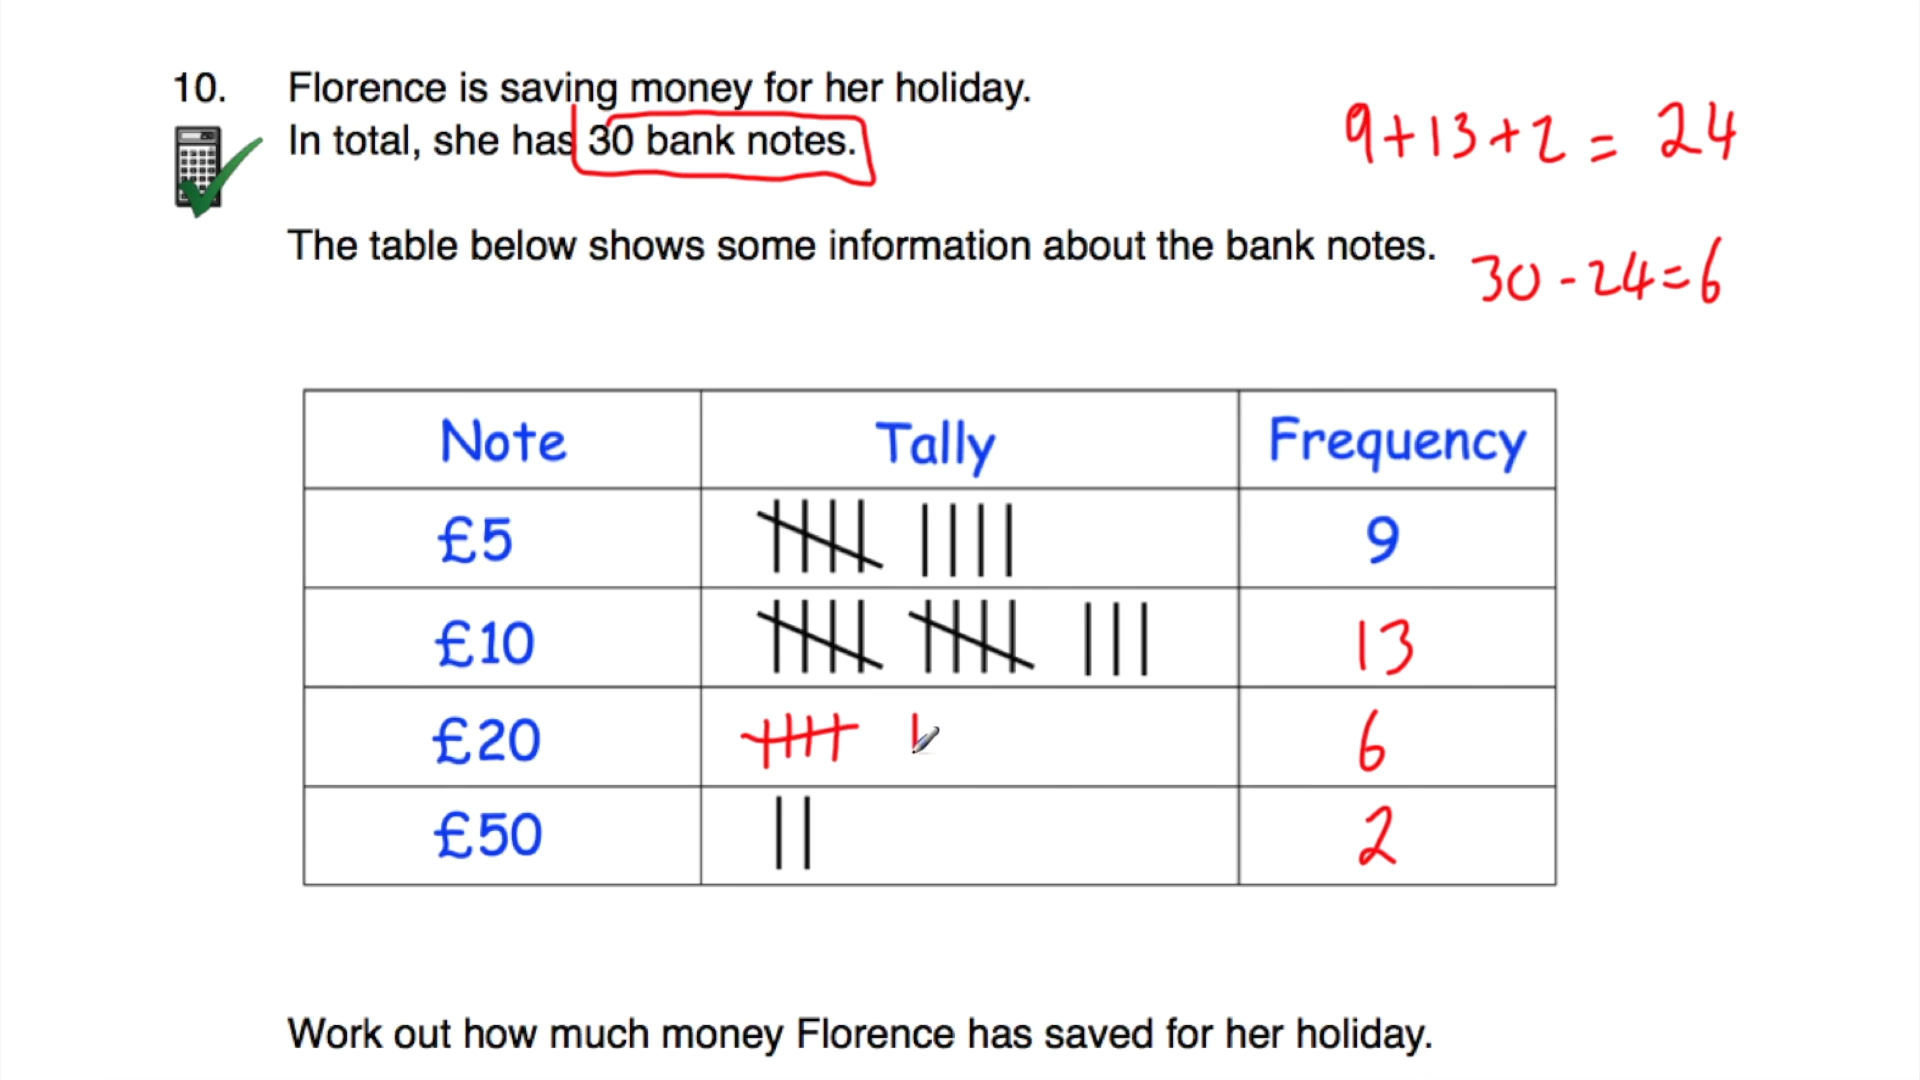 10. Florence is saving money for her holiday.
In total, she has 30 bank notes.
9+13+2 = 24
The table below shows some information about the bank notes.
30-24=6
Note Tally Frequency
£5 9
£10 13
£20 6
£50 2
Work out how much money Florence has saved for her holiday.